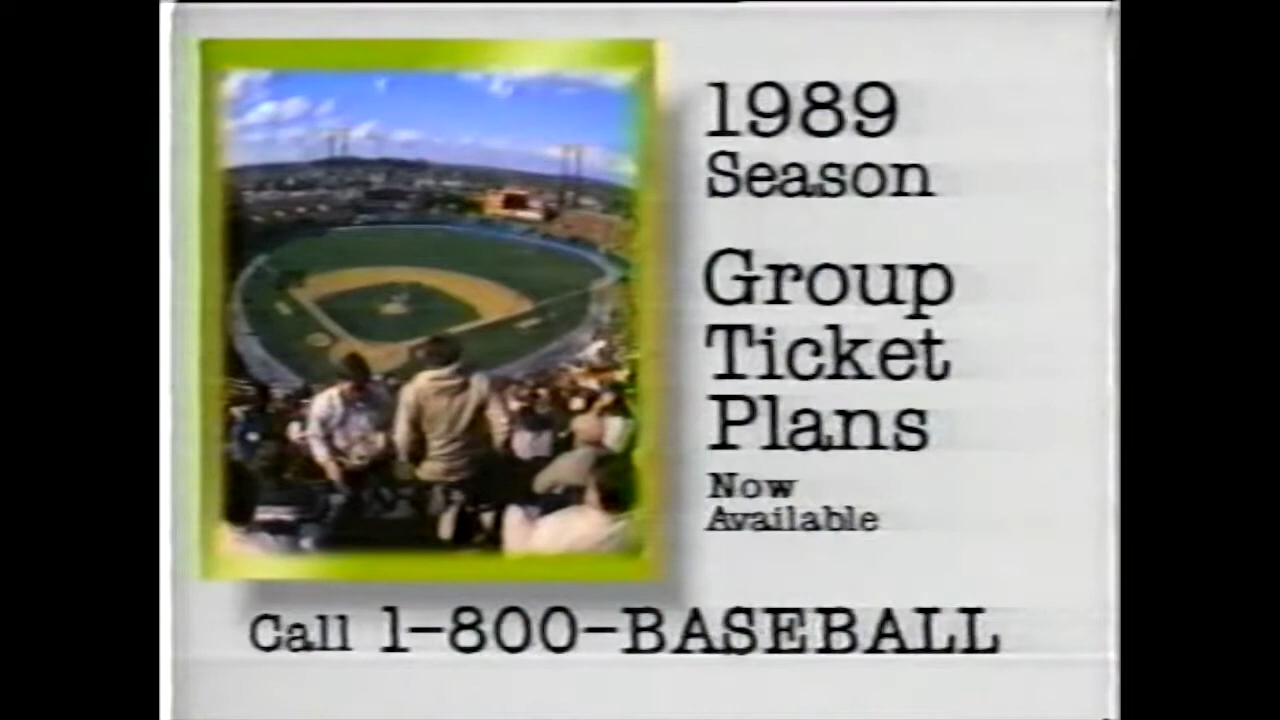 1989
Season
Group
Ticket
Plans
Now
Available
Call 1-800-BASEBALL